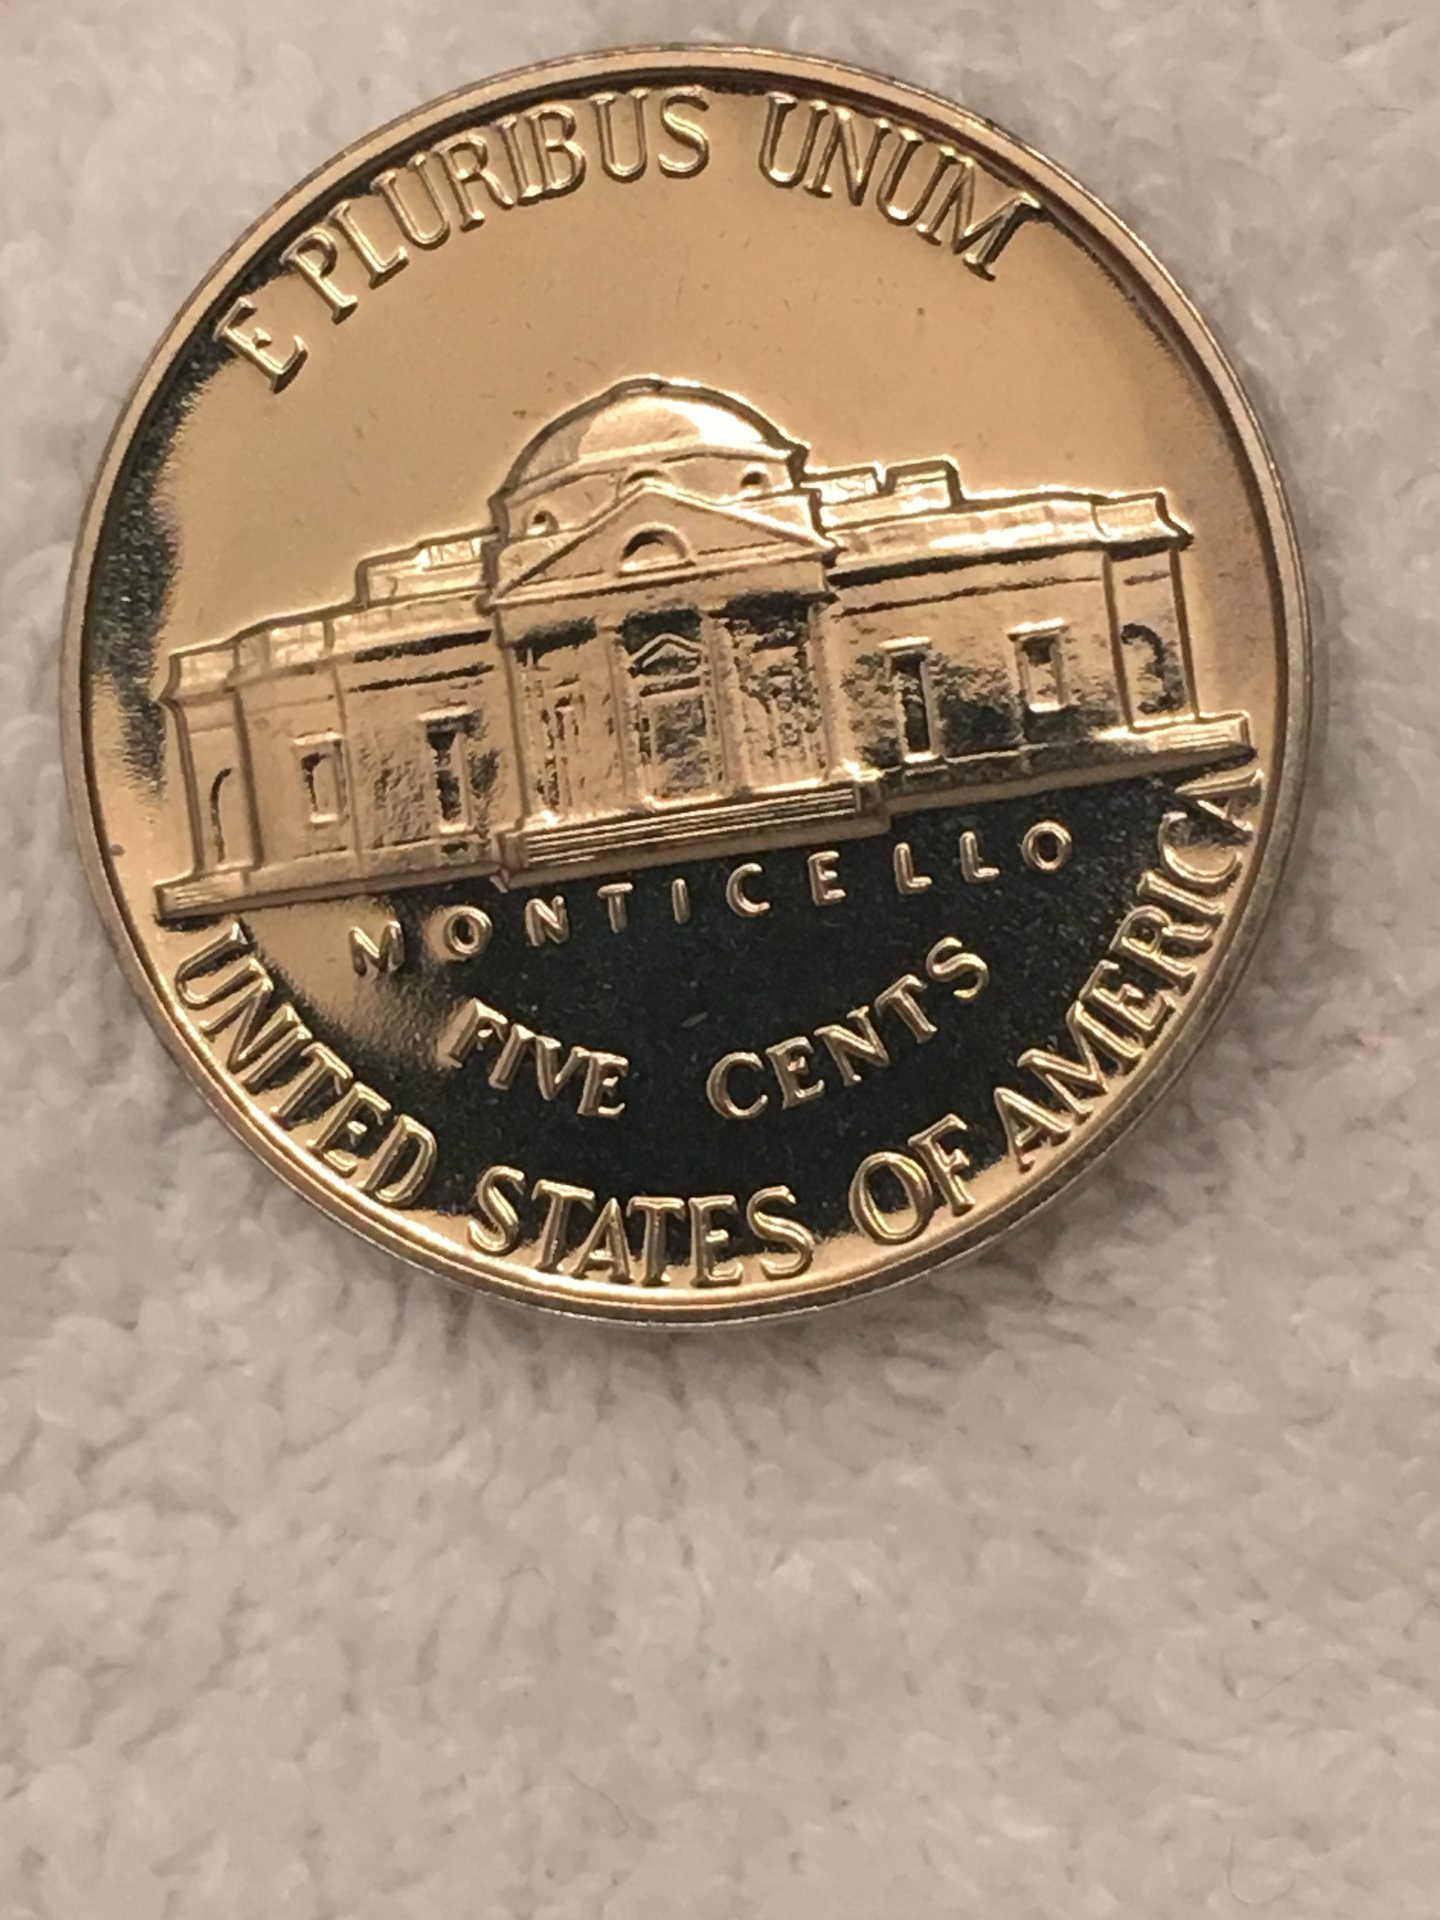 E PLURIBUS UNUM
MONTICELLO
FIVE CENTS
UNITED STATES OF AMERICA